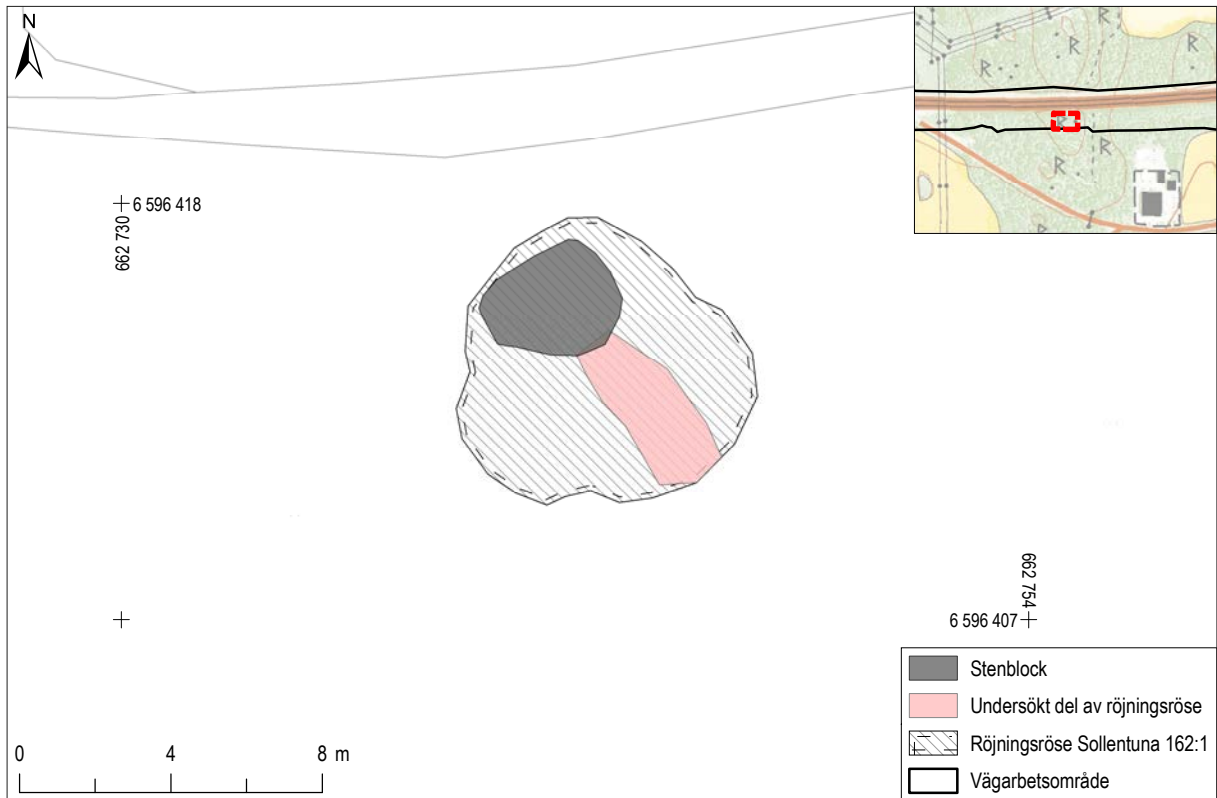 N
R
R
R
R
R
R
R
6 596 418
662 730
662 754
6 596 407
Stenblock
Undersökt del av röjningsröse
Röjningsröse Sollentuna 162:1
Vägarbetsområde
0 4 8 m